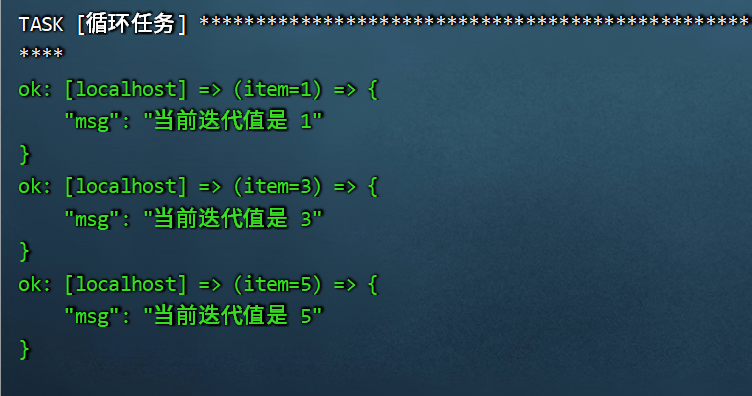 TASK [循环任务] *************************************************
****
ok: [localhost] => (item=1) => {
    "msg": "当前迭代值是 1"
}
ok: [localhost] => (item=3) => {
    "msg": "当前迭代值是 3"
}
ok: [localhost] => (item=5) => {
    "msg": "当前迭代值是 5"
}